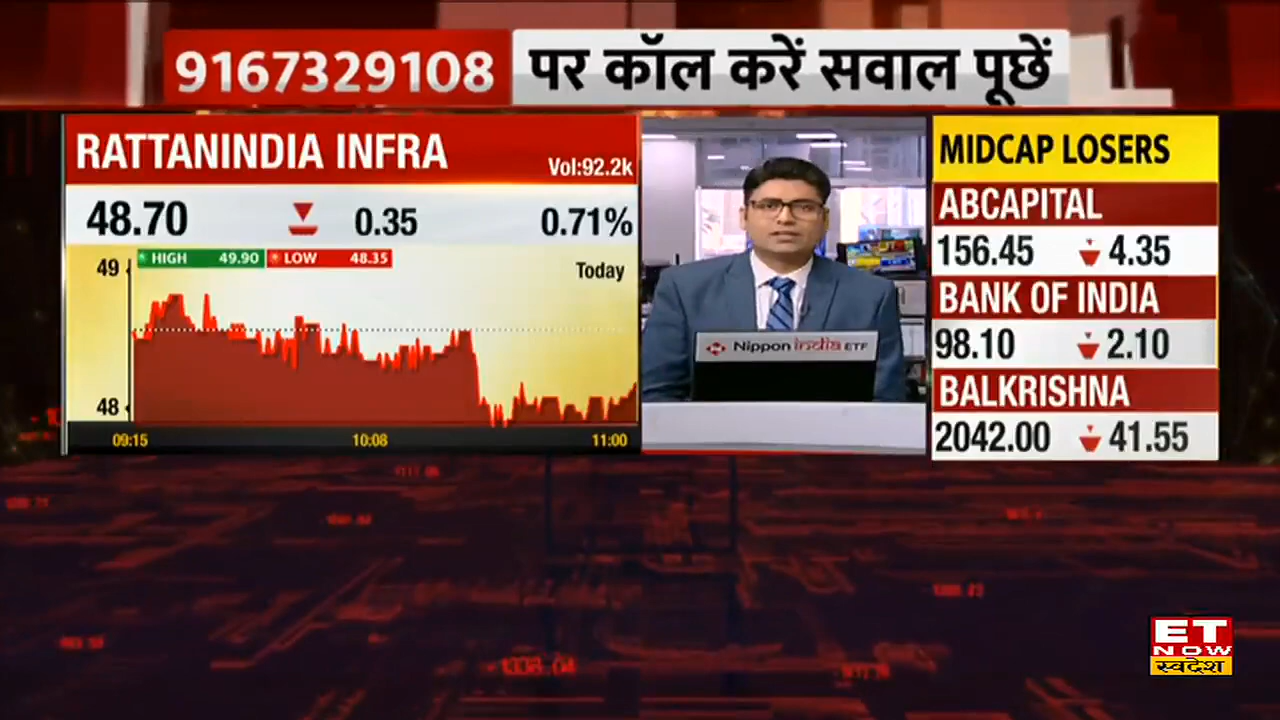 9167329108 पर कॉल करें सवाल पूछें
RATTANINDIA INFRA Vol:92.2k
48.70 0.35 0.71%
HIGH 49.90 LOW 48.35
Today
49
48
09:15 10:08 11:00
Nippon india ETF
MIDCAP LOSERS
ABCAPITAL
156.45 4.35
BANK OF INDIA
98.10 2.10
BALKRISHNA
2042.00 41.55
ET
NOW
स्वदेश